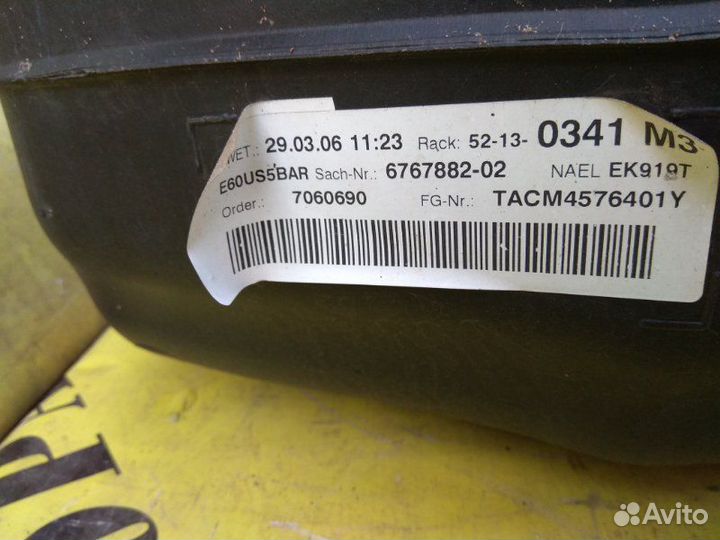 WET.: 29.03.06 11:23 Rack: 52-13- 0341 M3
E60US5BAR Sach-Nr.: 6767882-02 NAEL EK919T
Order.: 7060690 FG-Nr.: TACM4576401Y
Avito